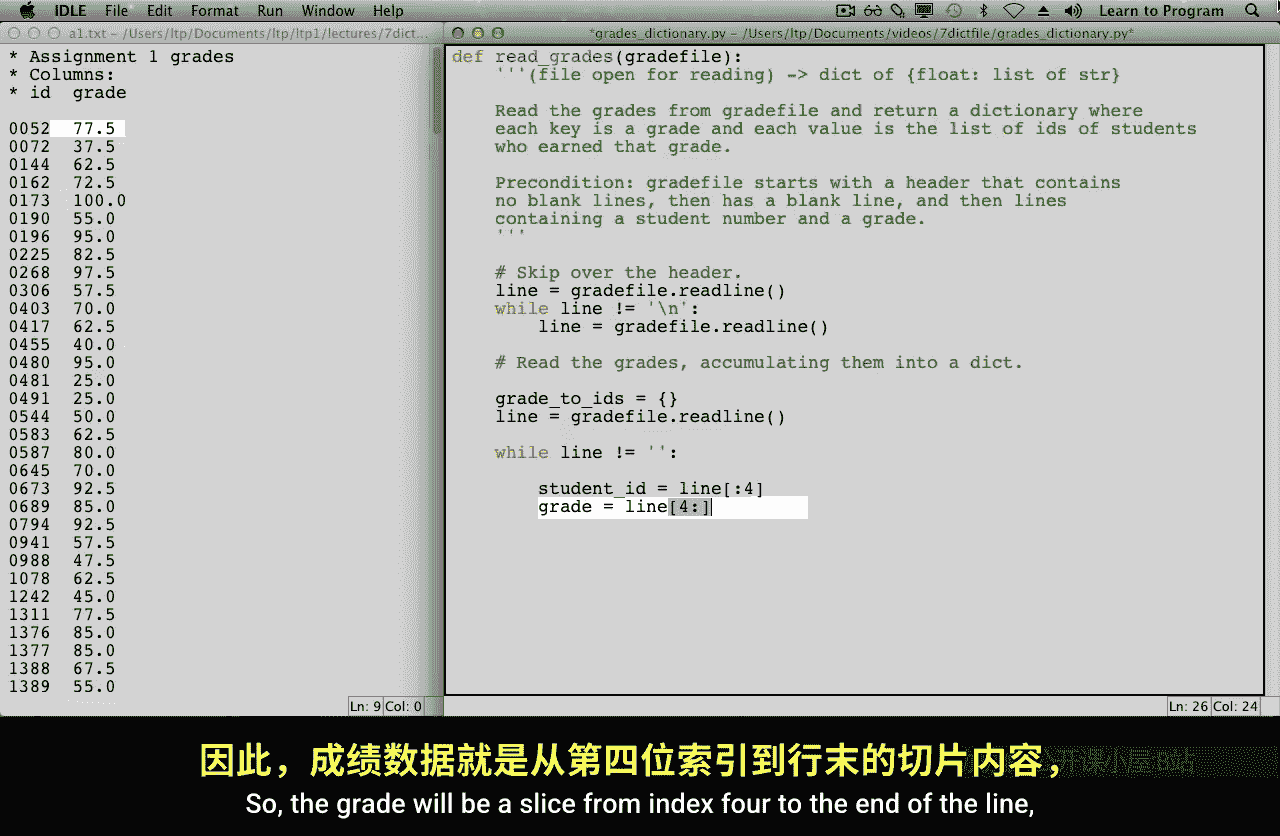 IDLE File Edit Format Run Window Help Learn to Program
a1.txt – /Users/ltp/Documents/ltp/ltp1/lectures/7dict...
* Assignment 1 grades
* Columns:
* id grade
0052 77.5
0072 37.5
0144 62.5
0162 72.5
0173 100.0
0190 55.0
0196 95.0
0225 82.5
0268 97.5
0306 57.5
0403 70.0
0417 62.5
0455 40.0
0480 95.0
0481 25.0
0491 25.0
0544 50.0
0583 62.5
0587 80.0
0645 70.0
0673 92.5
0689 85.0
0794 92.5
0941 57.5
0988 47.5
1078 62.5
1242 45.0
1311 77.5
1376 85.0
1377 85.0
1388 67.5
1389 55.0
Ln: 9 Col: 0
*grades_dictionary.py – /Users/ltp/Documents/videos/7dictfile/grades_dictionary.py*
def read_grades(gradefile):
'''(file open for reading) -> dict of {float: list of str}
Read the grades from gradefile and return a dictionary where
each key is a grade and each value is the list of ids of students
who earned that grade.
Precondition: gradefile starts with a header that contains
no blank lines, then has a blank line, and then lines
containing a student number and a grade.
'''
# Skip over the header.
line = gradefile.readline()
while line != '\n':
line = gradefile.readline()
# Read the grades, accumulating them into a dict.
grade_to_ids = {}
line = gradefile.readline()
while line != '':
student_id = line[:4]
grade = line[4:]
Ln: 26 Col: 24
因此，成绩数据就是从第四位索引到行末的切片内容，
So, the grade will be a slice from index four to the end of the line,